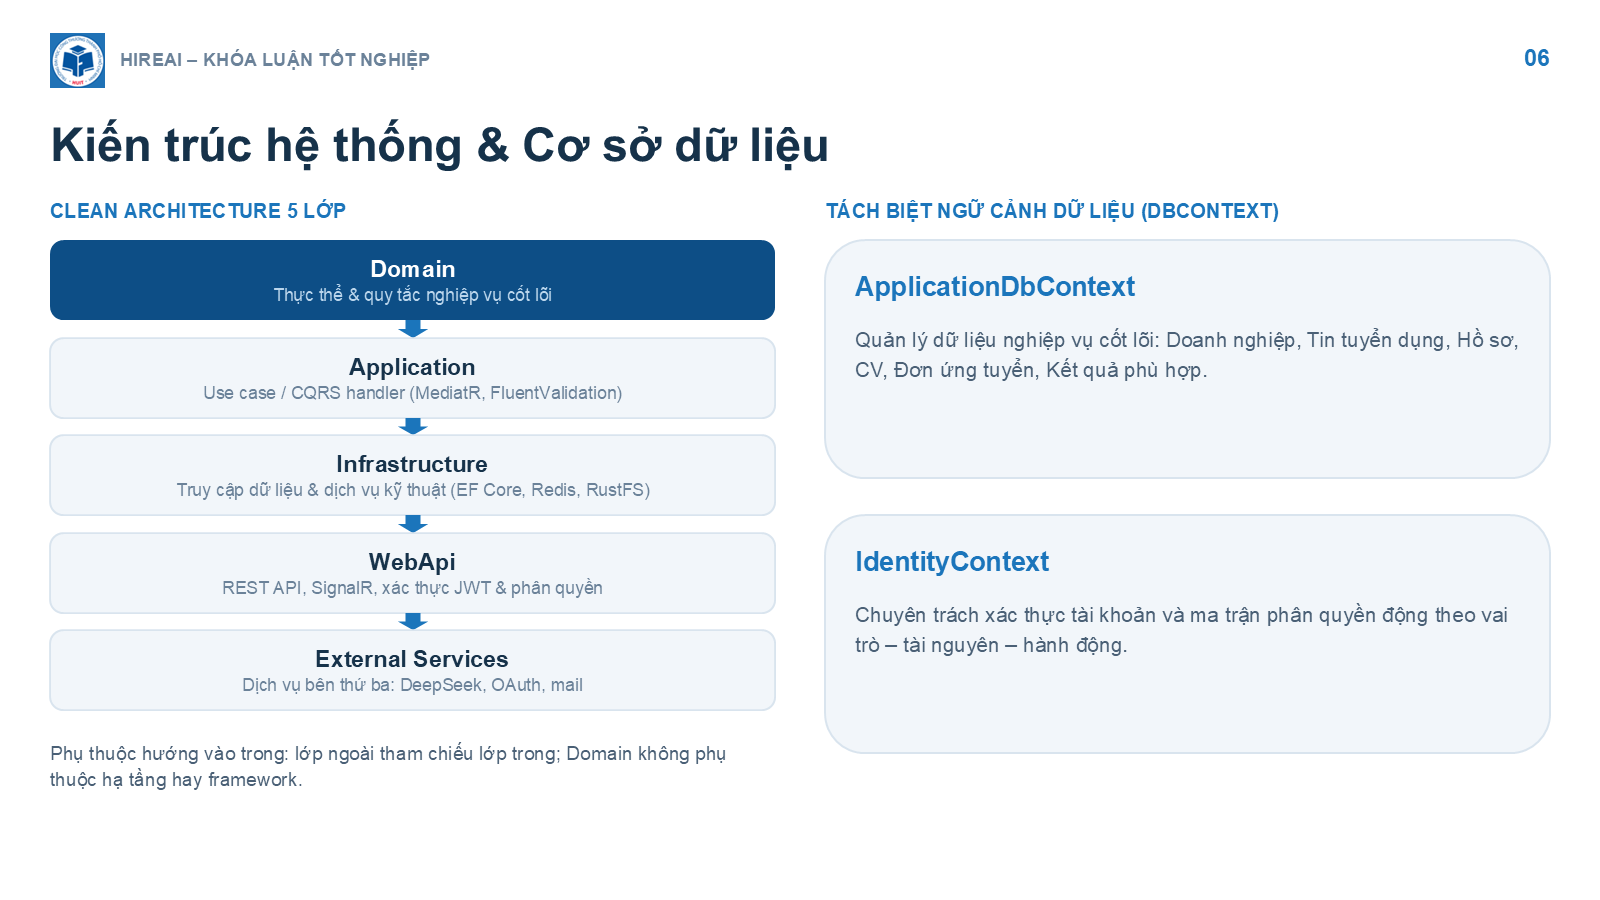 HIREAI – KHÓA LUẬN TỐT NGHIỆP
06
Kiến trúc hệ thống & Cơ sở dữ liệu
CLEAN ARCHITECTURE 5 LỚP
Domain
Thực thể & quy tắc nghiệp vụ cốt lõi
Application
Use case / CQRS handler (MediatR, FluentValidation)
Infrastructure
Truy cập dữ liệu & dịch vụ kỹ thuật (EF Core, Redis, RustFS)
WebApi
REST API, SignalR, xác thực JWT & phân quyền
External Services
Dịch vụ bên thứ ba: DeepSeek, OAuth, mail
Phụ thuộc hướng vào trong: lớp ngoài tham chiếu lớp trong; Domain không phụ
thuộc hạ tầng hay framework.
TÁCH BIỆT NGỮ CẢNH DỮ LIỆU (DBCONTEXT)
ApplicationDbContext
Quản lý dữ liệu nghiệp vụ cốt lõi: Doanh nghiệp, Tin tuyển dụng, Hồ sơ,
CV, Đơn ứng tuyển, Kết quả phù hợp.
IdentityContext
Chuyên trách xác thực tài khoản và ma trận phân quyền động theo vai
trò – tài nguyên – hành động.